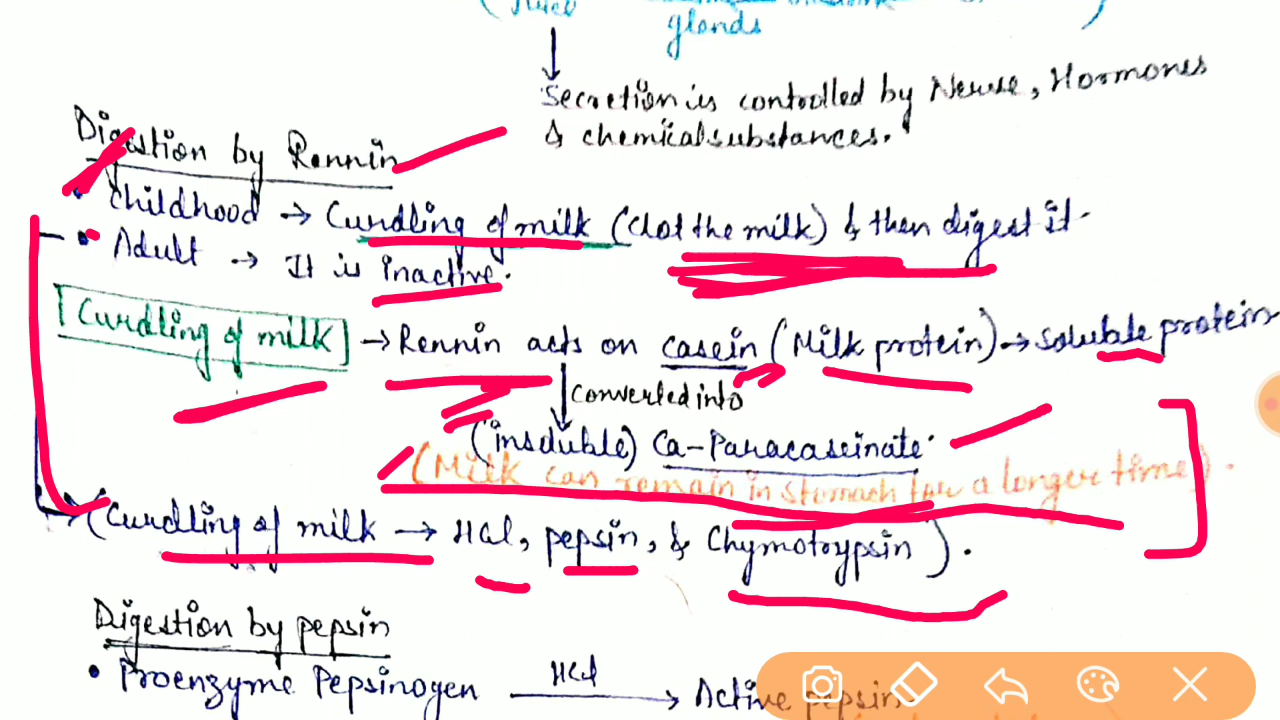 glands
↓
Secretion is controlled by Nerve, Hormones
& chemical substances.
Digestion by Rennin
• Childhood → Curdling of milk (Clot the milk) & then digest it.
• Adult → It is inactive.
Curdling of milk → Rennin acts on casein (Milk protein) → Soluble protein
↓ Converted into
(insoluble) Ca-Paracaseinate.
(Milk can remain in stomach for a longer time).
→ (Curdling of milk → HCl, pepsin, & Chymotrypsin).
Digestion by pepsin
• Proenzyme Pepsinogen HCl → Active pepsin